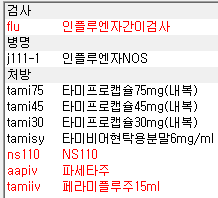 검사
flu 인플루엔자간이검사
병명
j111-1 인플루엔자NOS
처방
tami75 타미프로캡슐75mg(내복)
tami45 타미프로캡슐45mg(내복)
tami30 타미프로캡슐30mg(내복)
tamisy 타미비어현탁용분말6mg/ml
ns110 NS110
aapiv 파세타주
tamiiv 페라미플루주15ml